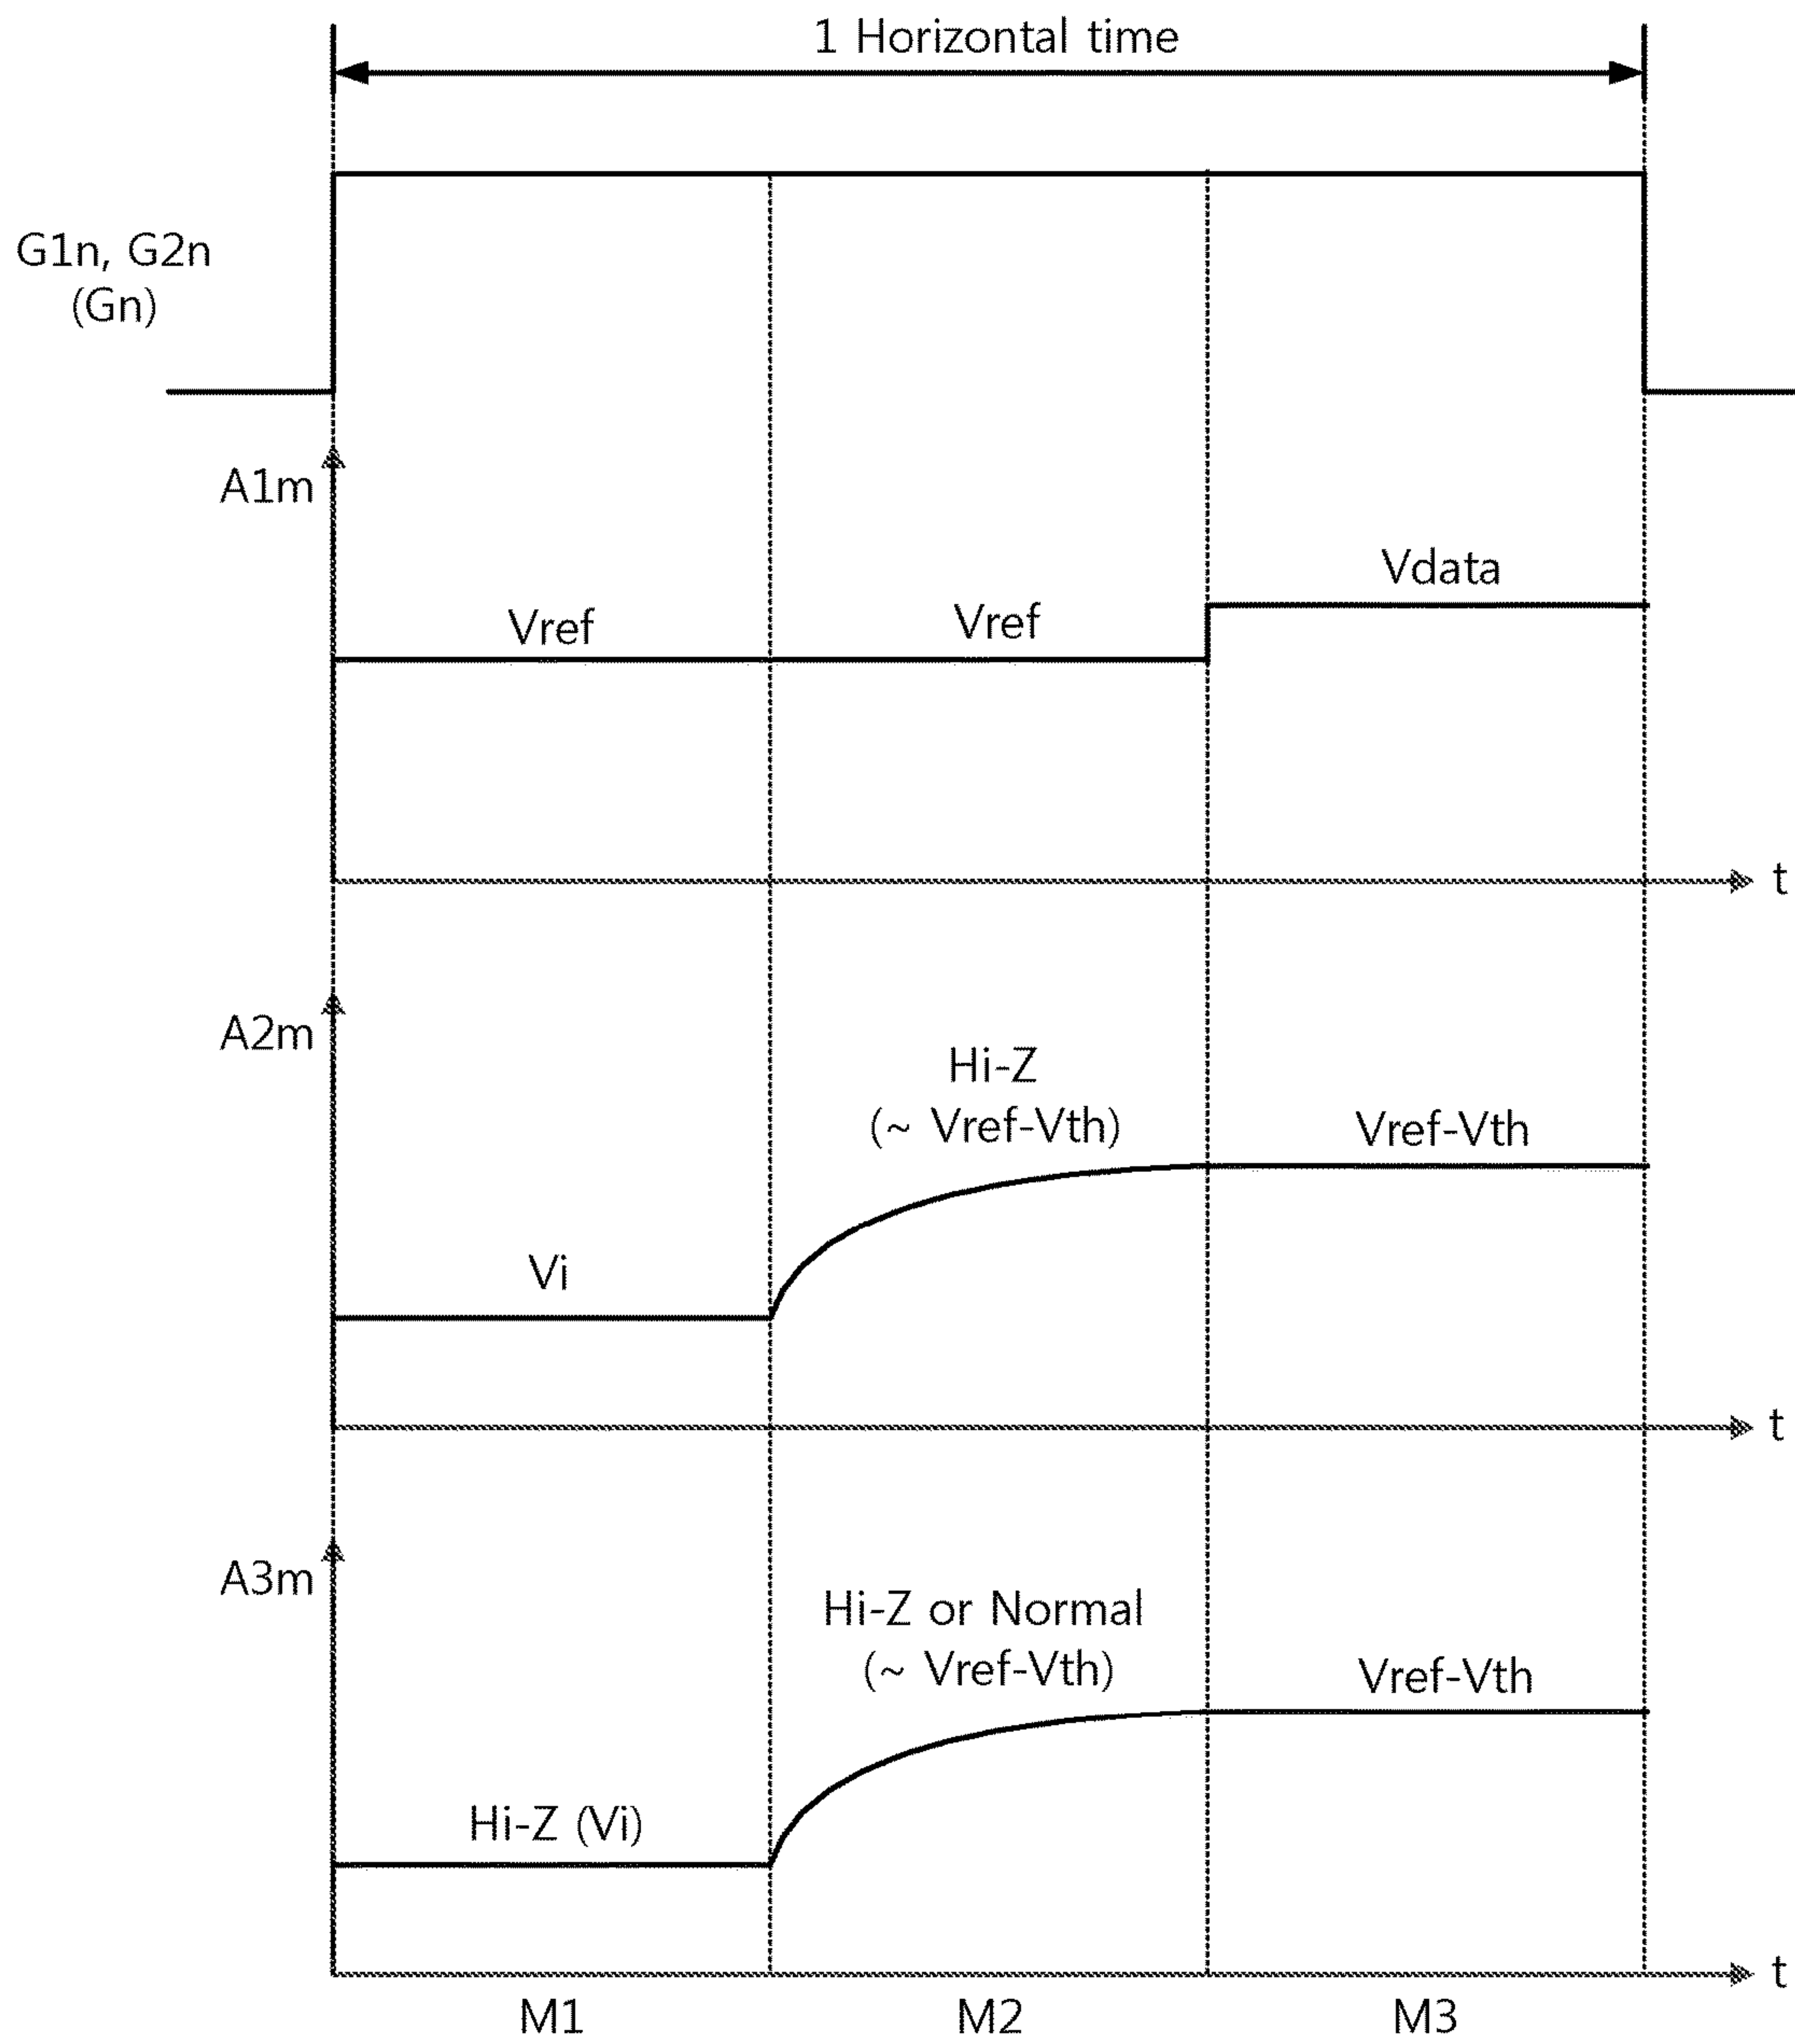 1 Horizontal time
G1n, G2n
(Gn)
A1m
Vref
Vref
Vdata
t
A2m
Vi
Hi-Z
(~ Vref-Vth)
Vref-Vth
t
A3m
Hi-Z (Vi)
Hi-Z or Normal
(~ Vref-Vth)
Vref-Vth
t
M1
M2
M3